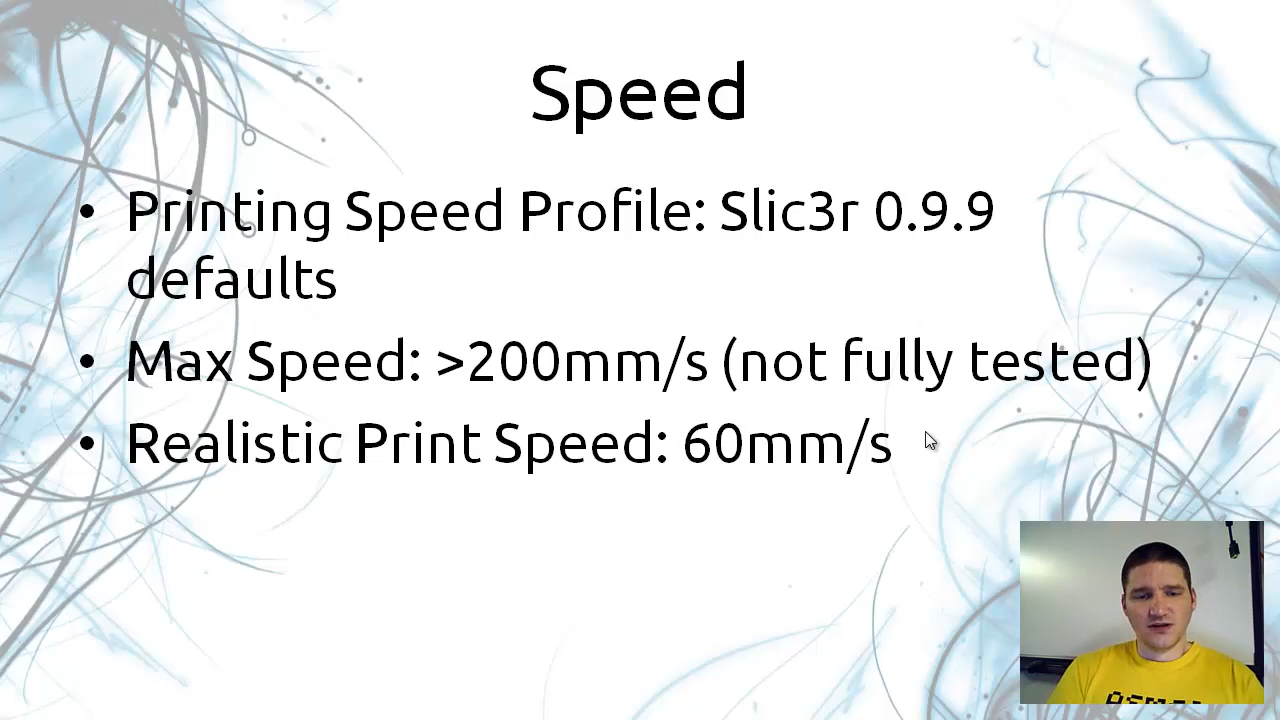 Speed
• Printing Speed Profile: Slic3r 0.9.9
defaults
• Max Speed: >200mm/s (not fully tested)
• Realistic Print Speed: 60mm/s